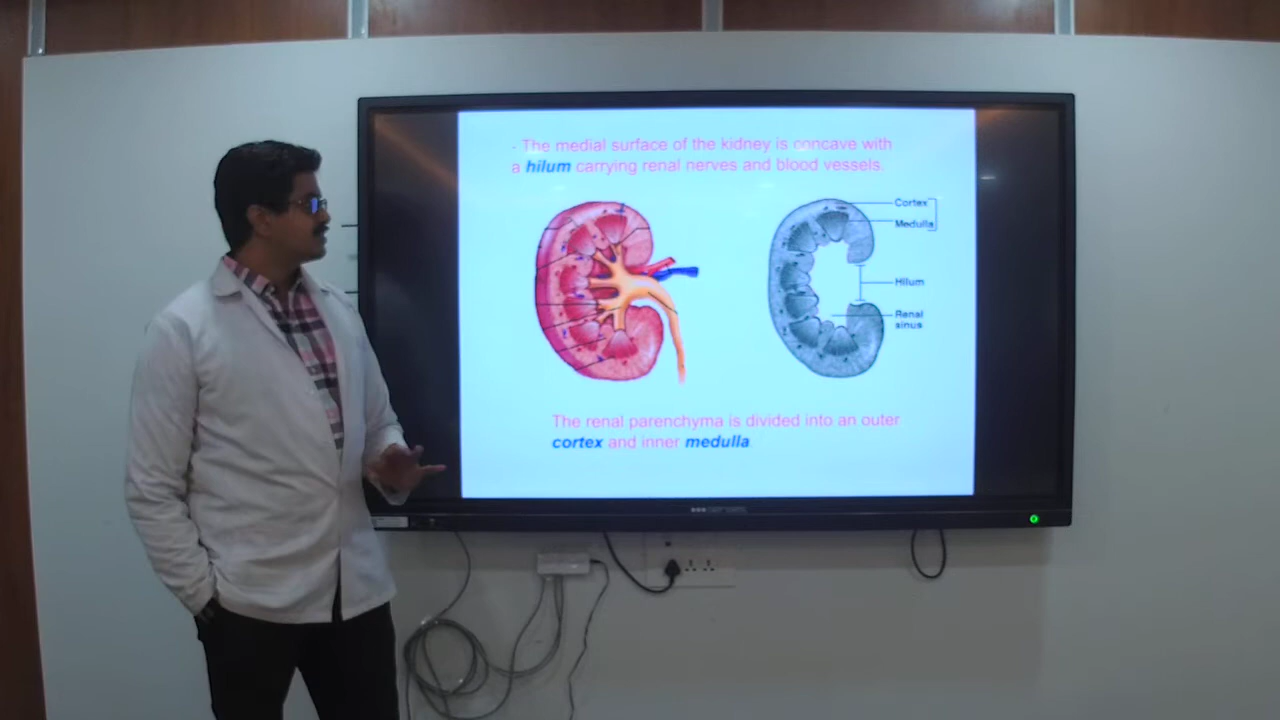 - The medial surface of the kidney is concave with
a hilum carrying renal nerves and blood vessels.
Cortex
Medulla
Hilum
Renal
sinus
The renal parenchyma is divided into an outer
cortex and inner medulla